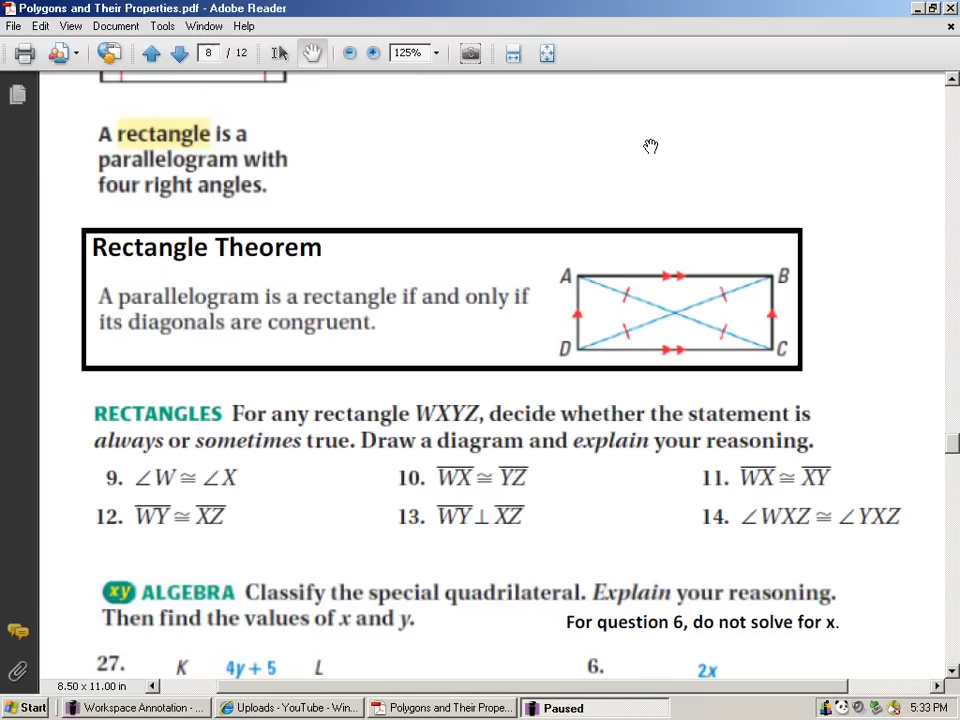 Polygons and Their Properties.pdf - Adobe Reader
File Edit View Document Tools Window Help
8 / 12 125%
A rectangle is a
parallelogram with
four right angles.
Rectangle Theorem
A parallelogram is a rectangle if and only if
its diagonals are congruent.
A B
D C
RECTANGLES For any rectangle WXYZ, decide whether the statement is
always or sometimes true. Draw a diagram and explain your reasoning.
9. ∠W ≅ ∠X 10. W̅X̅ ≅ Y̅Z̅ 11. W̅X̅ ≅ X̅Y̅
12. W̅Y̅ ≅ X̅Z̅ 13. W̅Y̅ ⊥ X̅Z̅ 14. ∠WXZ ≅ ∠YXZ
xy ALGEBRA Classify the special quadrilateral. Explain your reasoning.
Then find the values of x and y.
For question 6, do not solve for x.
27. K 4y + 5 L 6. 2x
8.50 x 11.00 in
Start Workspace Annotation - ... Uploads - YouTube - Win... Polygons and Their Prope... Paused 5:33 PM